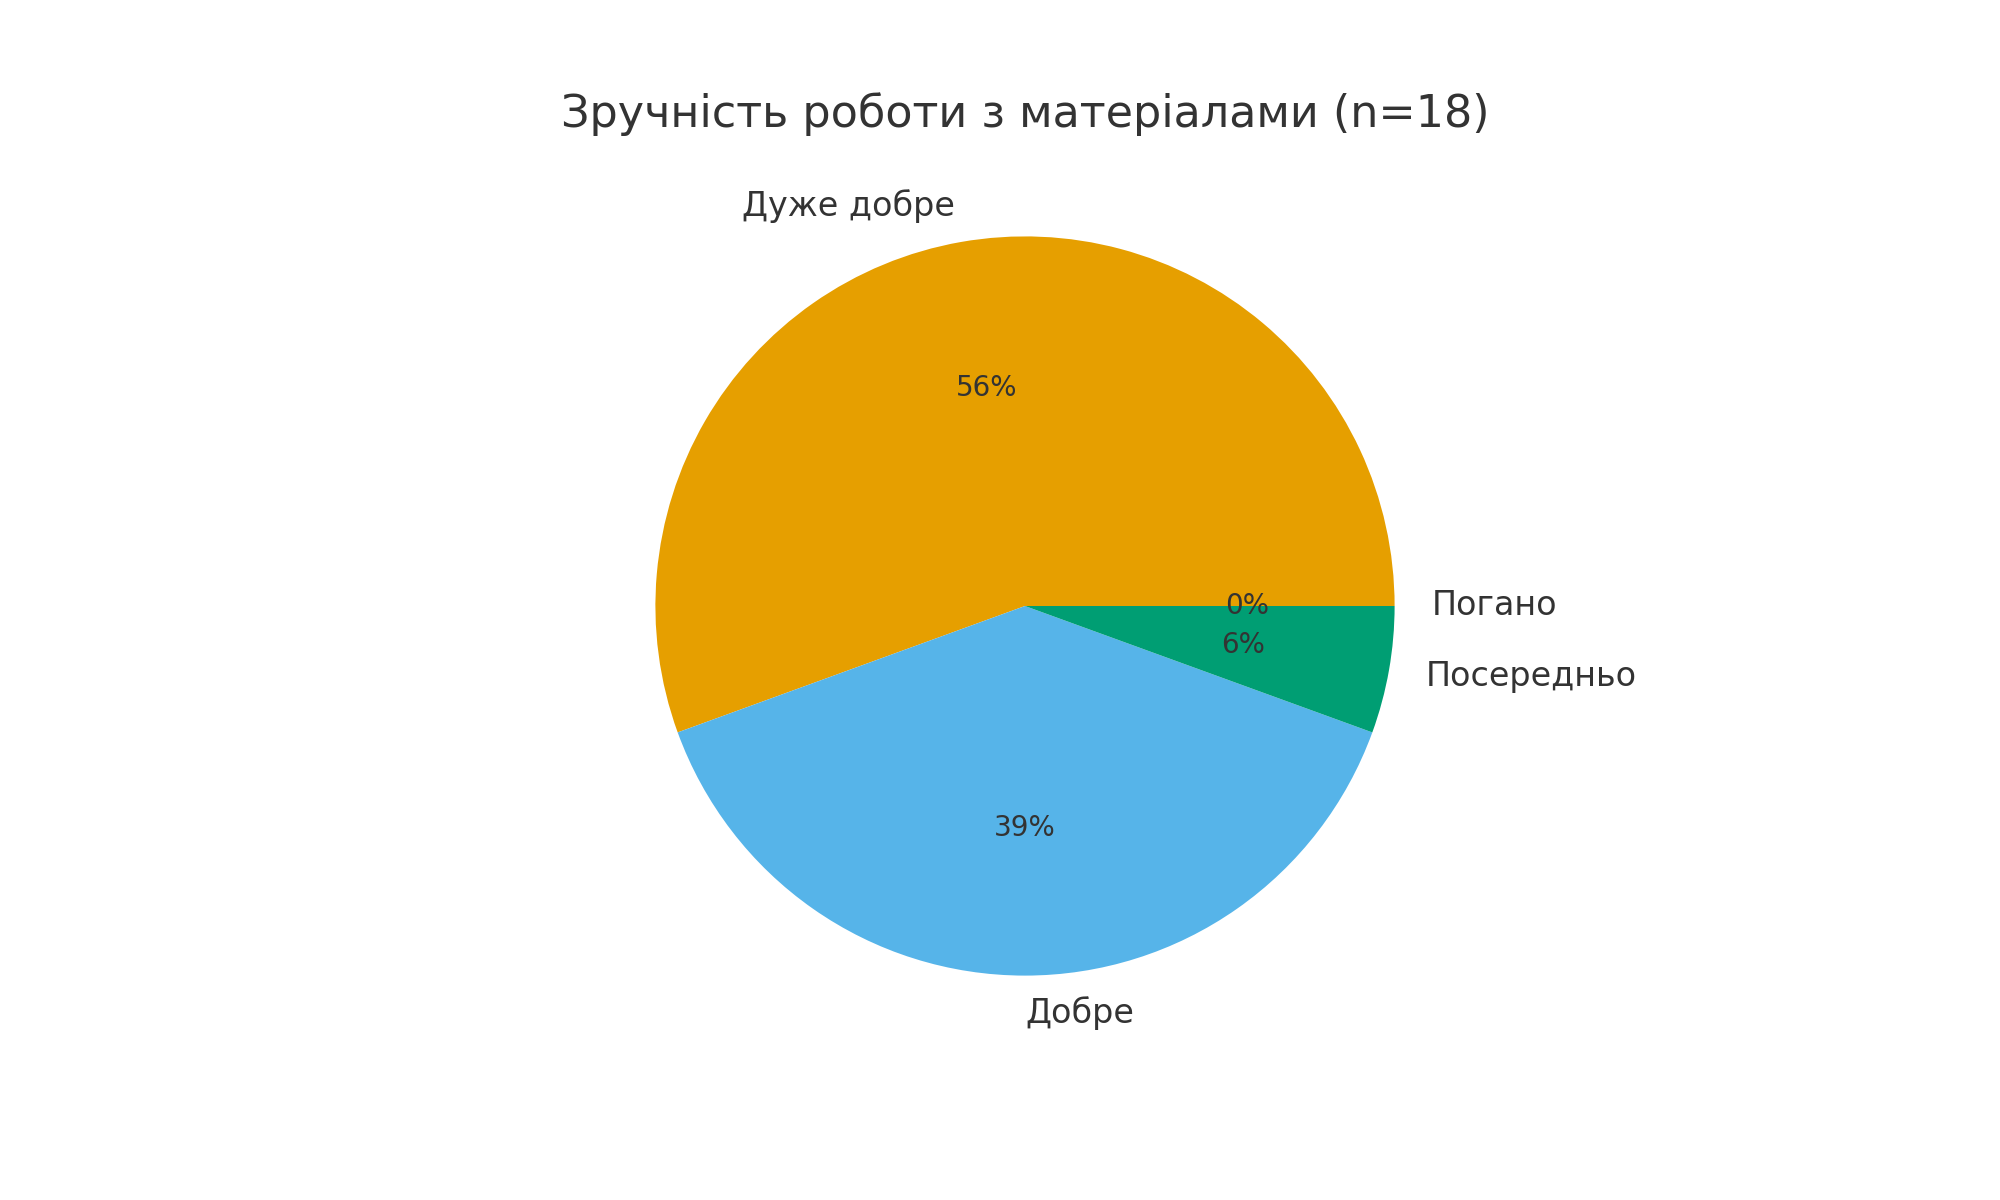 Зручність роботи з матеріалами (n=18)
Дуже добре
56%
0%
Погано
6%
Посередньо
39%
Добре